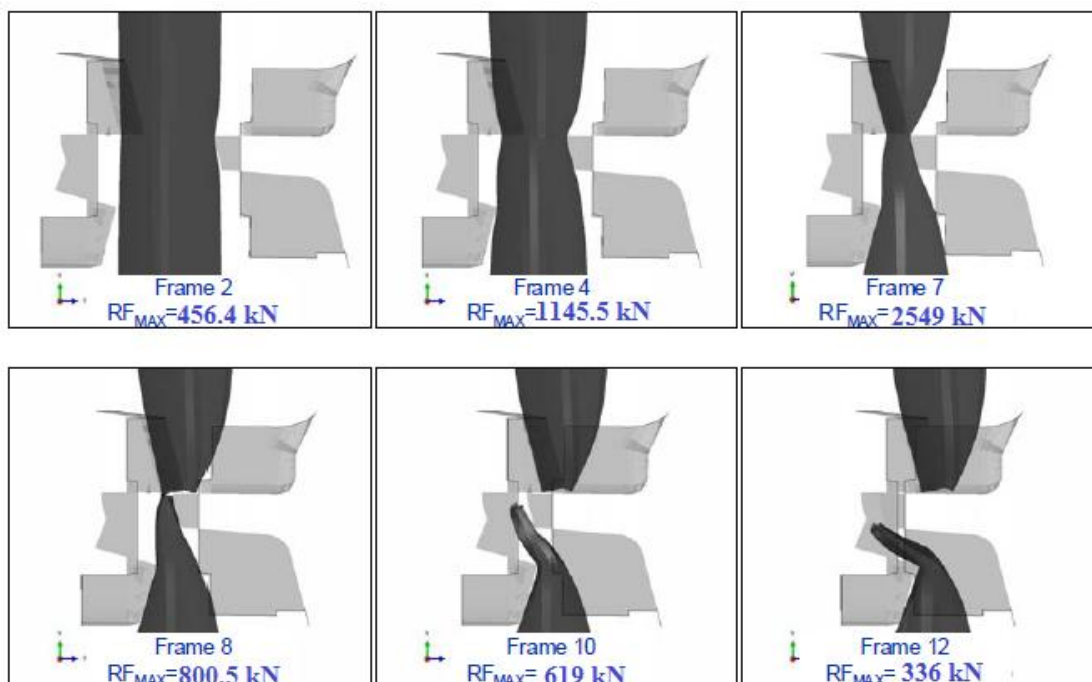 Frame 2
RFMAX=456.4 kN
Frame 4
RFMAX=1145.5 kN
Frame 7
RFMAX= 2549 kN
Frame 8
RFMAX=800.5 kN
Frame 10
RFMAX= 619 kN
Frame 12
RFMAX= 336 kN